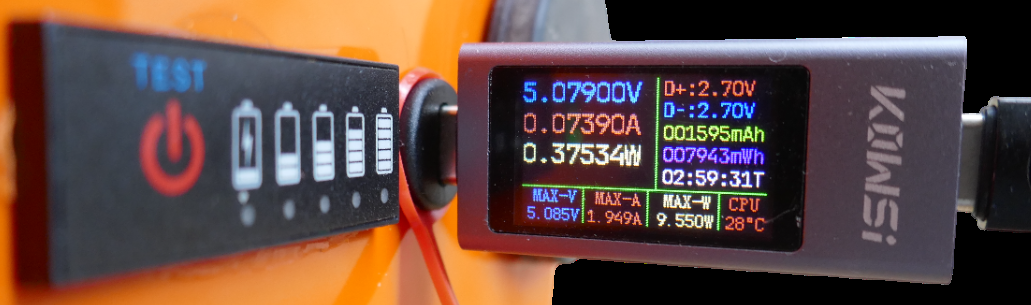 TEST
5.07900V
0.07390A
0.37534W
D+:2.70V
D-:2.70V
001595mAh
007943mWh
02:59:31T
MAX-V
5.085V
MAX-A
1.949A
MAX-W
9.550W
CPU
28°C
KOWSI